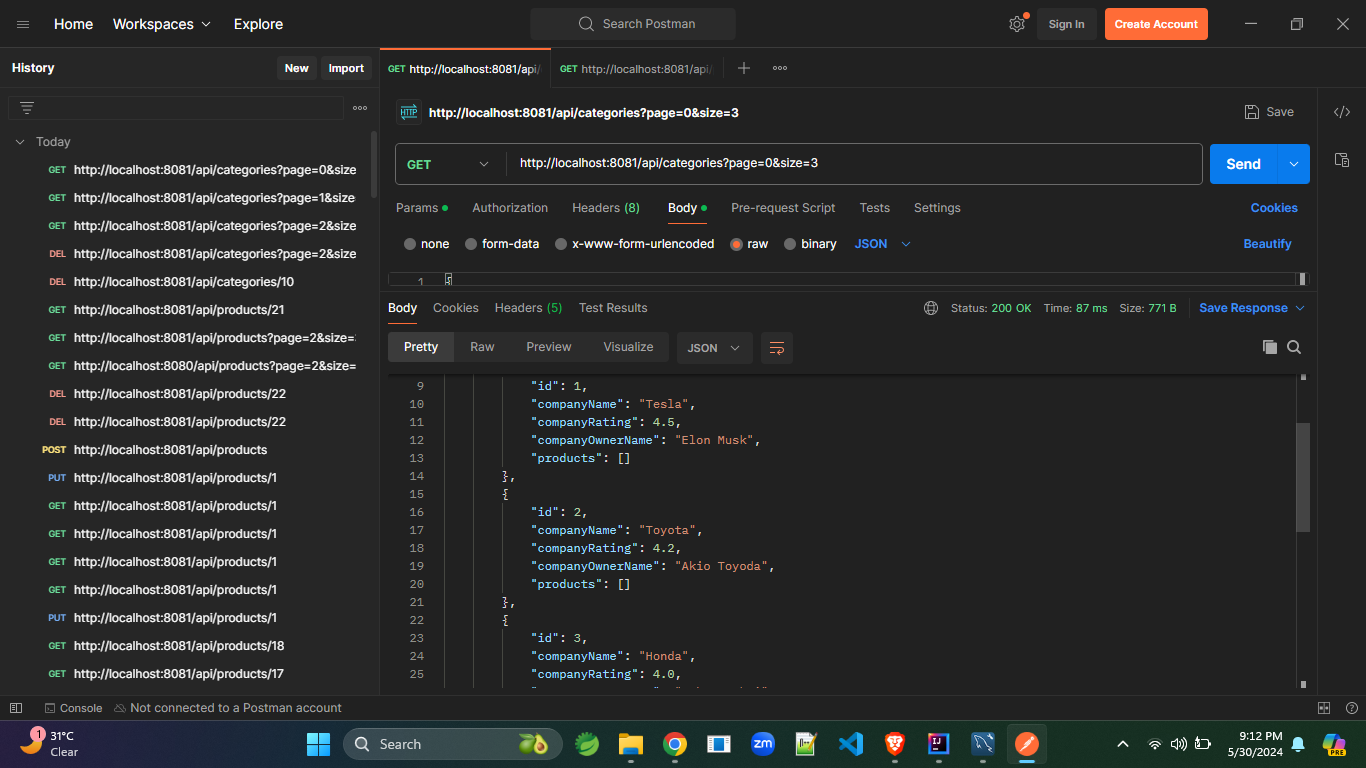 Home Workspaces Explore Search Postman Sign In Create Account
History New Import
GET http://localhost:8081/api/ GET http://localhost:8081/api/
HTTP http://localhost:8081/api/categories?page=0&size=3 Save
GET http://localhost:8081/api/categories?page=0&size=3 Send
Params Authorization Headers (8) Body Pre-request Script Tests Settings Cookies
none form-data x-www-form-urlencoded raw binary JSON Beautify
1 {
Today
GET http://localhost:8081/api/categories?page=0&size
GET http://localhost:8081/api/categories?page=1&size
GET http://localhost:8081/api/categories?page=2&size
DEL http://localhost:8081/api/categories?page=2&size
DEL http://localhost:8081/api/categories/10
GET http://localhost:8081/api/products/21
GET http://localhost:8081/api/products?page=2&size=
GET http://localhost:8080/api/products?page=2&size=
DEL http://localhost:8081/api/products/22
DEL http://localhost:8081/api/products/22
POST http://localhost:8081/api/products
PUT http://localhost:8081/api/products/1
GET http://localhost:8081/api/products/1
GET http://localhost:8081/api/products/1
GET http://localhost:8081/api/products/1
GET http://localhost:8081/api/products/1
PUT http://localhost:8081/api/products/1
GET http://localhost:8081/api/products/18
GET http://localhost:8081/api/products/17
Body Cookies Headers (5) Test Results Status: 200 OK Time: 87 ms Size: 771 B Save Response
Pretty Raw Preview Visualize JSON
9 "id": 1,
10 "companyName": "Tesla",
11 "companyRating": 4.5,
12 "companyOwnerName": "Elon Musk",
13 "products": []
14 },
15 {
16 "id": 2,
17 "companyName": "Toyota",
18 "companyRating": 4.2,
19 "companyOwnerName": "Akio Toyoda",
20 "products": []
21 },
22 {
23 "id": 3,
24 "companyName": "Honda",
25 "companyRating": 4.0,
Console Not connected to a Postman account
1 31°C
Clear
Search
zm
IJ
9:12 PM
5/30/2024
PRE